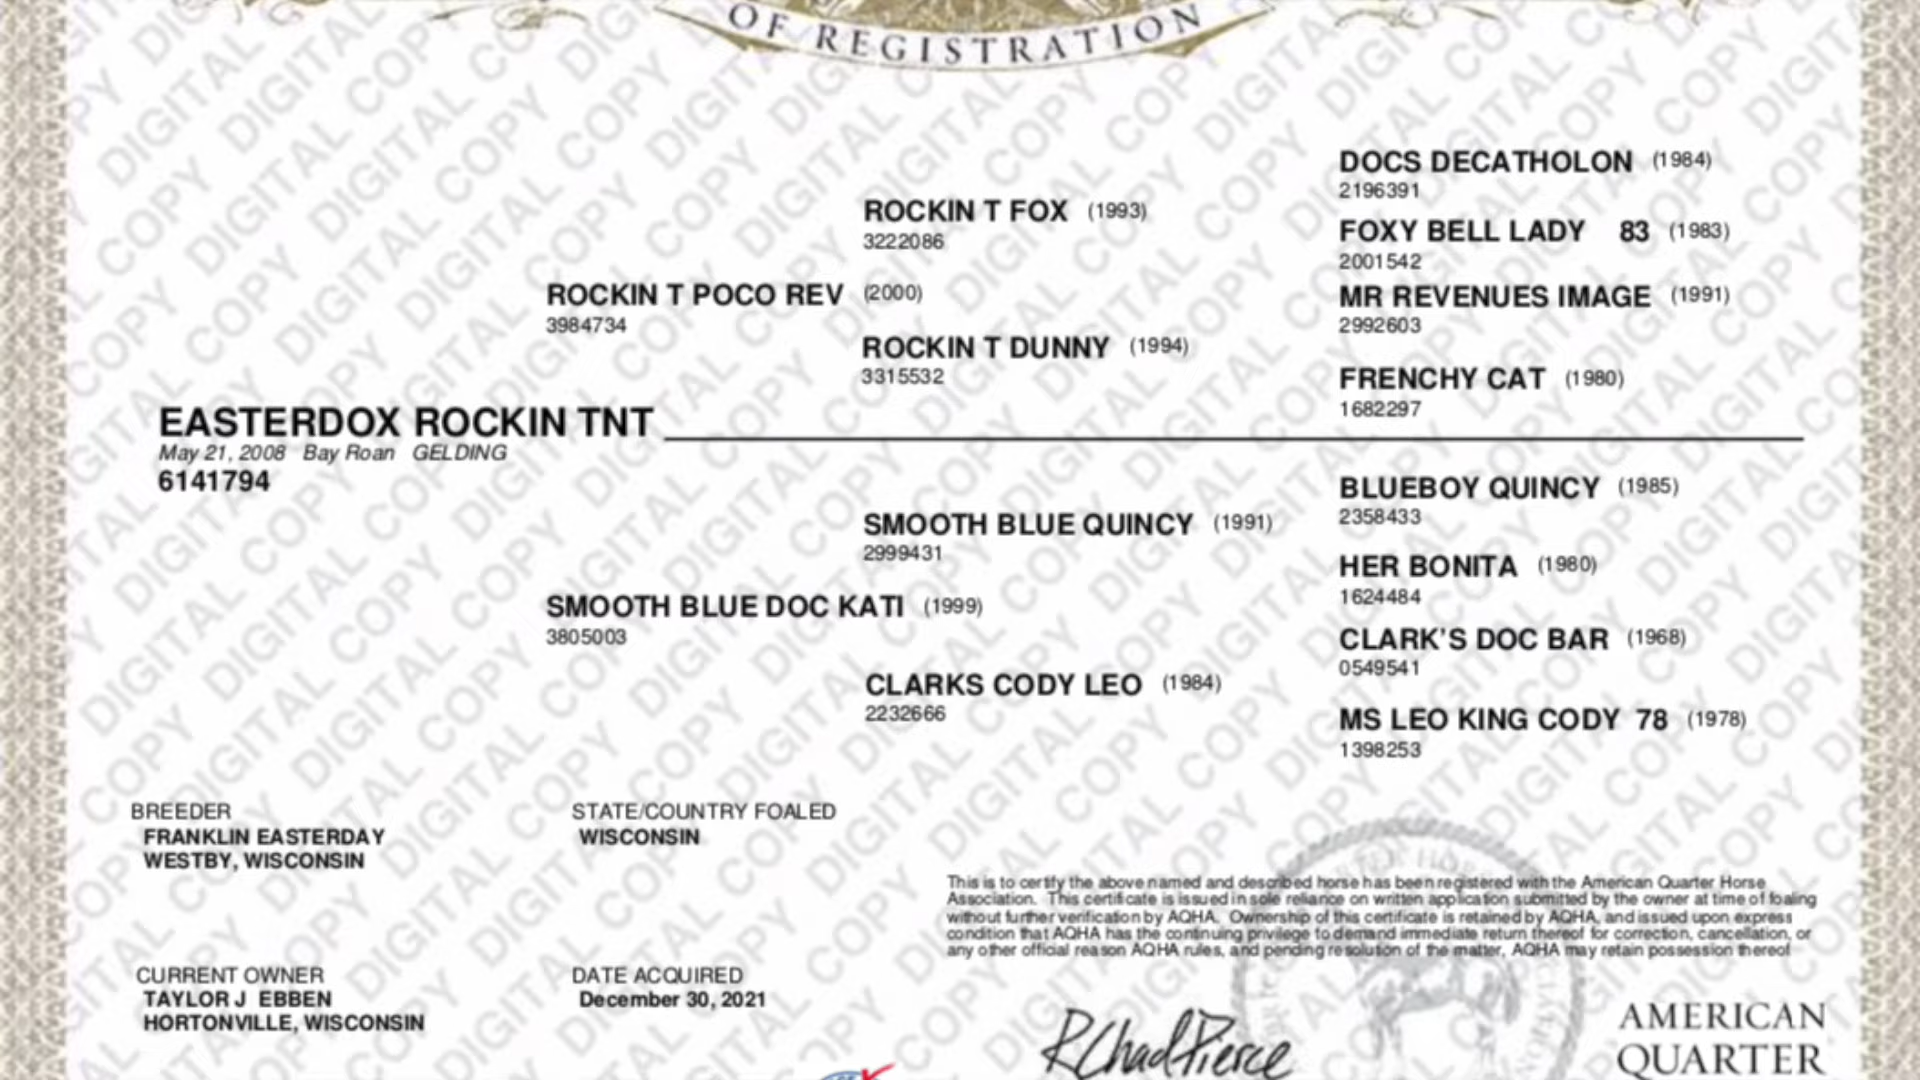 OF REGISTRATION
DOCS DECATHOLON (1984)
2196391
ROCKIN T FOX (1993)
3222086
FOXY BELL LADY 83 (1983)
2001542
ROCKIN T POCO REV (2000)
3984734
MR REVENUES IMAGE (1991)
2992603
ROCKIN T DUNNY (1994)
3315532
FRENCHY CAT (1980)
1682297
EASTERDOX ROCKIN TNT
May 21, 2008 Bay Roan GELDING
6141794
BLUEBOY QUINCY (1985)
2358433
SMOOTH BLUE QUINCY (1991)
2999431
HER BONITA (1980)
1624484
SMOOTH BLUE DOC KATI (1999)
3805003
CLARK'S DOC BAR (1968)
0549541
CLARKS CODY LEO (1984)
2232666
MS LEO KING CODY 78 (1978)
1398253
BREEDER
FRANKLIN EASTERDAY
WESTBY, WISCONSIN
STATE/COUNTRY FOALED
WISCONSIN
This is to certify the above named and described horse has been registered with the American Quarter Horse
Association. This certificate is issued in sole reliance on written application submitted by the owner at time of foaling
without further verification by AQHA. Ownership of this certificate is retained by AQHA, and issued upon express
condition that AQHA has the continuing privilege to demand immediate return thereof for correction, cancellation, or
any other official reason AQHA rules, and pending resolution of the matter, AQHA may retain possession thereof
CURRENT OWNER
TAYLOR J EBBEN
HORTONVILLE, WISCONSIN
DATE ACQUIRED
December 30, 2021
R Chad Pierce
AMERICAN
QUARTER
DIGITAL COPY